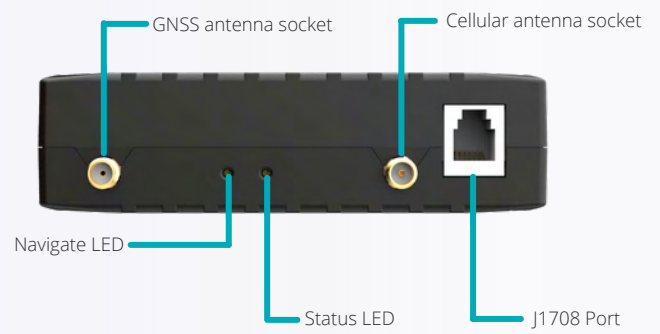 GNSS antenna socket
Cellular antenna socket
Navigate LED
Status LED
J1708 Port